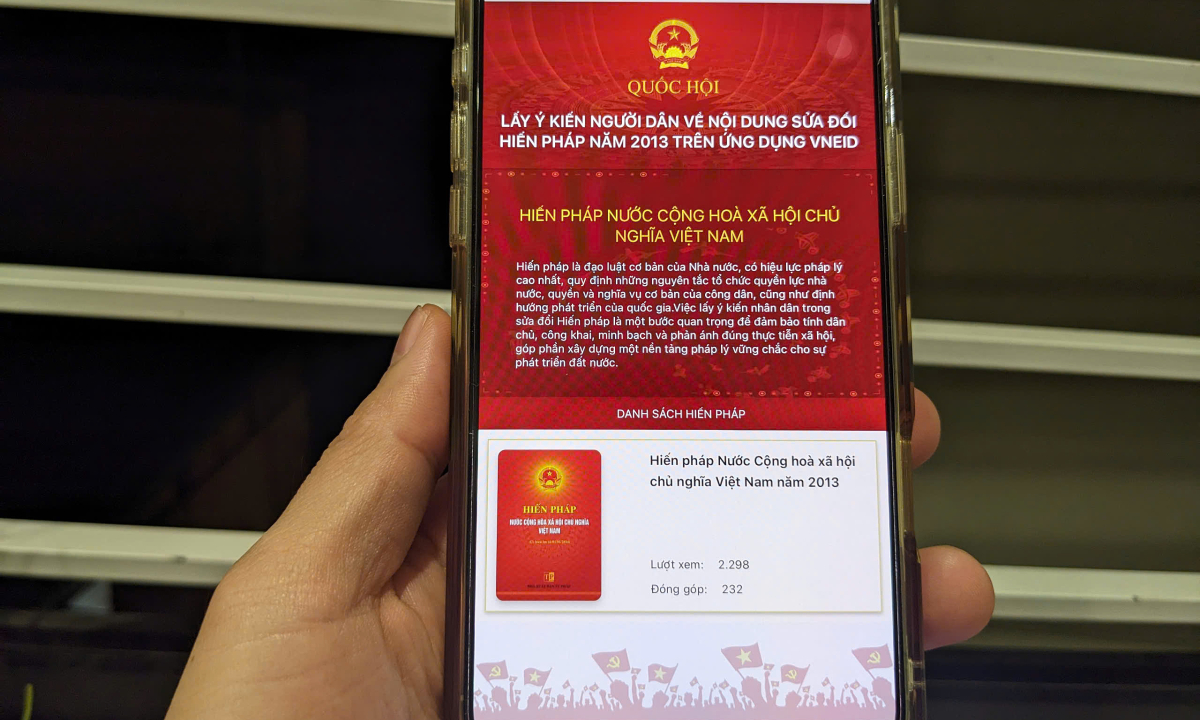 QUỐC HỘI
LẤY Ý KIẾN NGƯỜI DÂN VỀ NỘI DUNG SỬA ĐỔI
HIẾN PHÁP NĂM 2013 TRÊN ỨNG DỤNG VNEID
HIẾN PHÁP NƯỚC CỘNG HOÀ XÃ HỘI CHỦ
NGHĨA VIỆT NAM
Hiến pháp là đạo luật cơ bản của Nhà nước, có hiệu lực pháp lý
cao nhất, quy định những nguyên tắc tổ chức quyền lực nhà
nước, quyền và nghĩa vụ cơ bản của công dân, cũng như định
hướng phát triển của quốc gia.Việc lấy ý kiến nhân dân trong
sửa đổi Hiến pháp là một bước quan trọng để đảm bảo tính dân
chủ, công khai, minh bạch và phản ánh đúng thực tiễn xã hội,
góp phần xây dựng một nền tảng pháp lý vững chắc cho sự
phát triển đất nước.
DANH SÁCH HIẾN PHÁP
HIẾN PHÁP
NƯỚC CỘNG HÒA XÃ HỘI CHỦ NGHĨA
VIỆT NAM
Hiến pháp Nước Cộng hoà xã hội
chủ nghĩa Việt Nam năm 2013
Lượt xem: 2.298
Đóng góp: 232